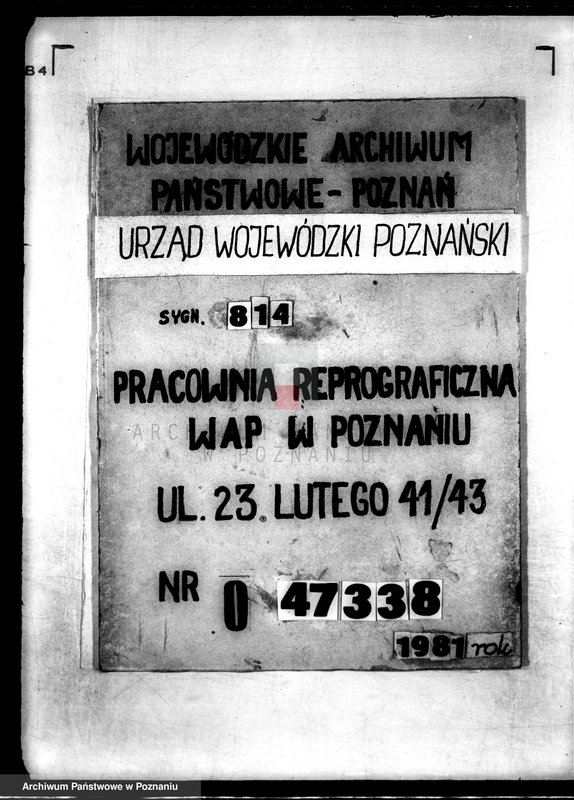 B4
WOJEWÓDZKIE ARCHIWUM
PAŃSTWOWE - POZNAŃ
URZĄD WOJEWÓDZKI POZNAŃSKI
SYGN. 814
PRACOWNIA REPROGRAFICZNA
WAP W POZNANIU
W POZNANIU
UL. 23. LUTEGO 41/43
NR 0 47338
1981 rok
Archiwum Państwowe w Poznaniu